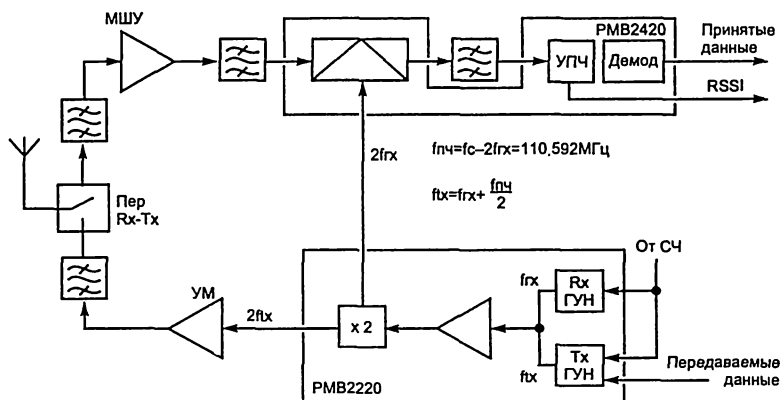 МШУ
PMB2420
УПЧ
Демод
Принятые
данные
RSSI
2frx
fпч=fс–2frx=110,592МГц
ftx=frx+ fпч
2
Пер
Rx-Tx
УМ
2ftx
x 2
PMB2220
frx
Rx
ГУН
От СЧ
ftx
Tx
ГУН
Передаваемые
данные